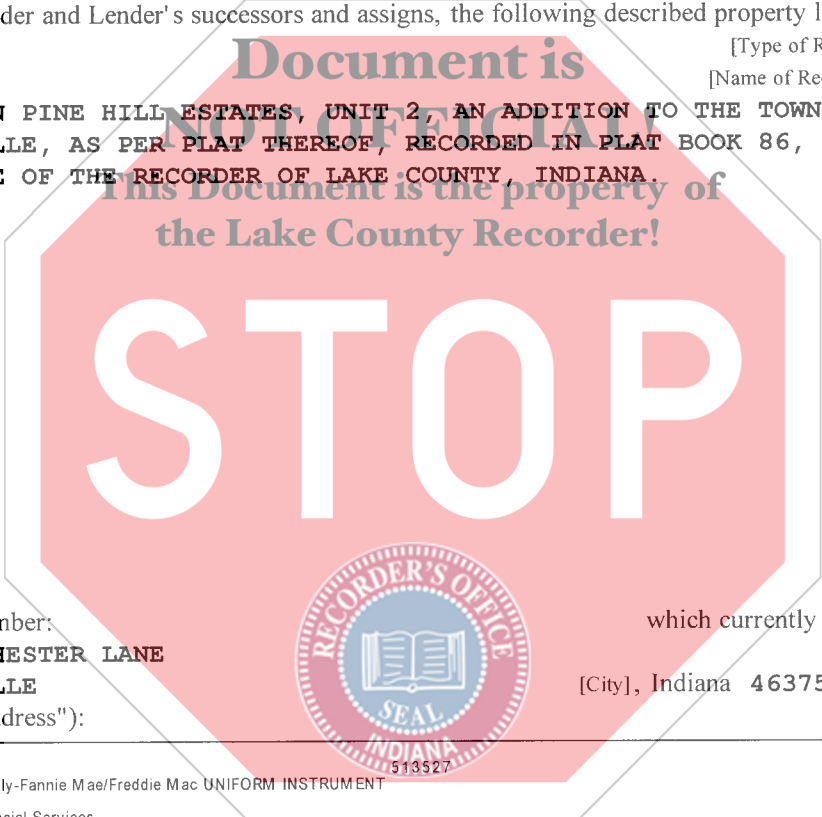 der and Lender's successors and assigns, the following described property l
Document is
[Type of R
[Name of Rec
N PINE HILL ESTATES, UNIT 2, AN ADDITION TO THE TOWN
NOT OFFICIAL!
LLE, AS PER PLAT THEREOF, RECORDED IN PLAT BOOK 86,
E OF THE RECORDER OF LAKE COUNTY, INDIANA.
This Document is the property of
the Lake County Recorder!
STOP
RECORDER'S OFFICE
SEAL
INDIANA
mber: which currently
HESTER LANE
LLE [City], Indiana 46375
dress"):
513527
ly-Fannie Mae/Freddie Mac UNIFORM INSTRUMENT